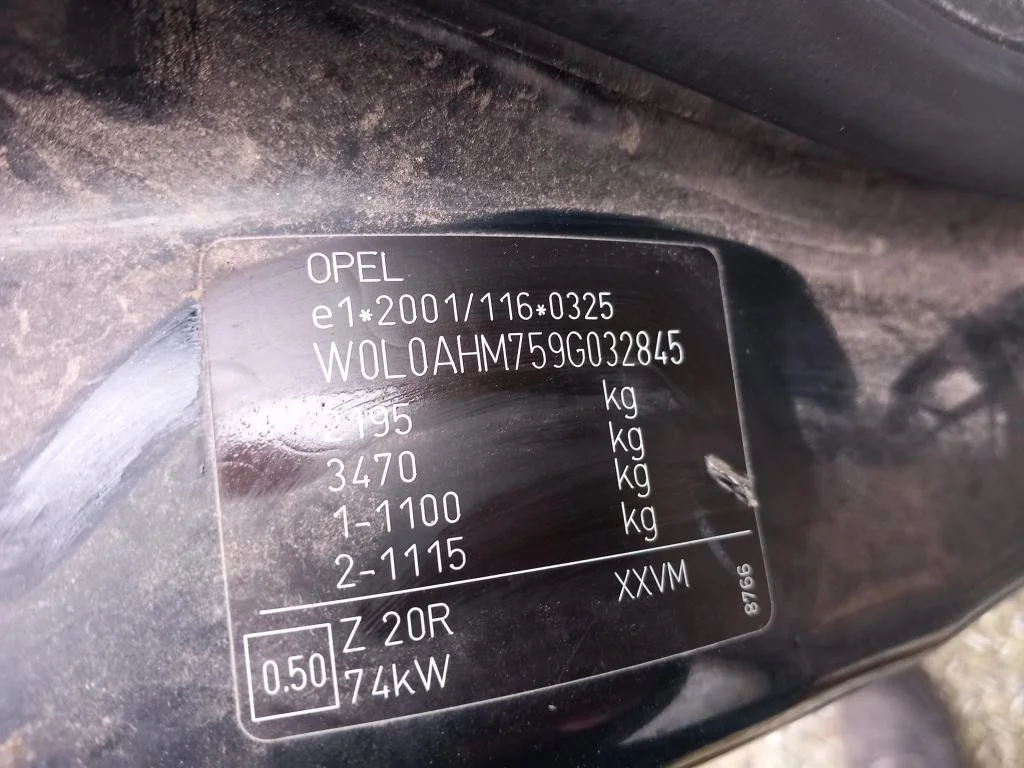 OPEL
e1*2001/116*0325
W0L0AHM759G032845
2195 kg
3470 kg
1-1100 kg
2-1115 kg
Z 20R XXVM
0.50 74kW
8766